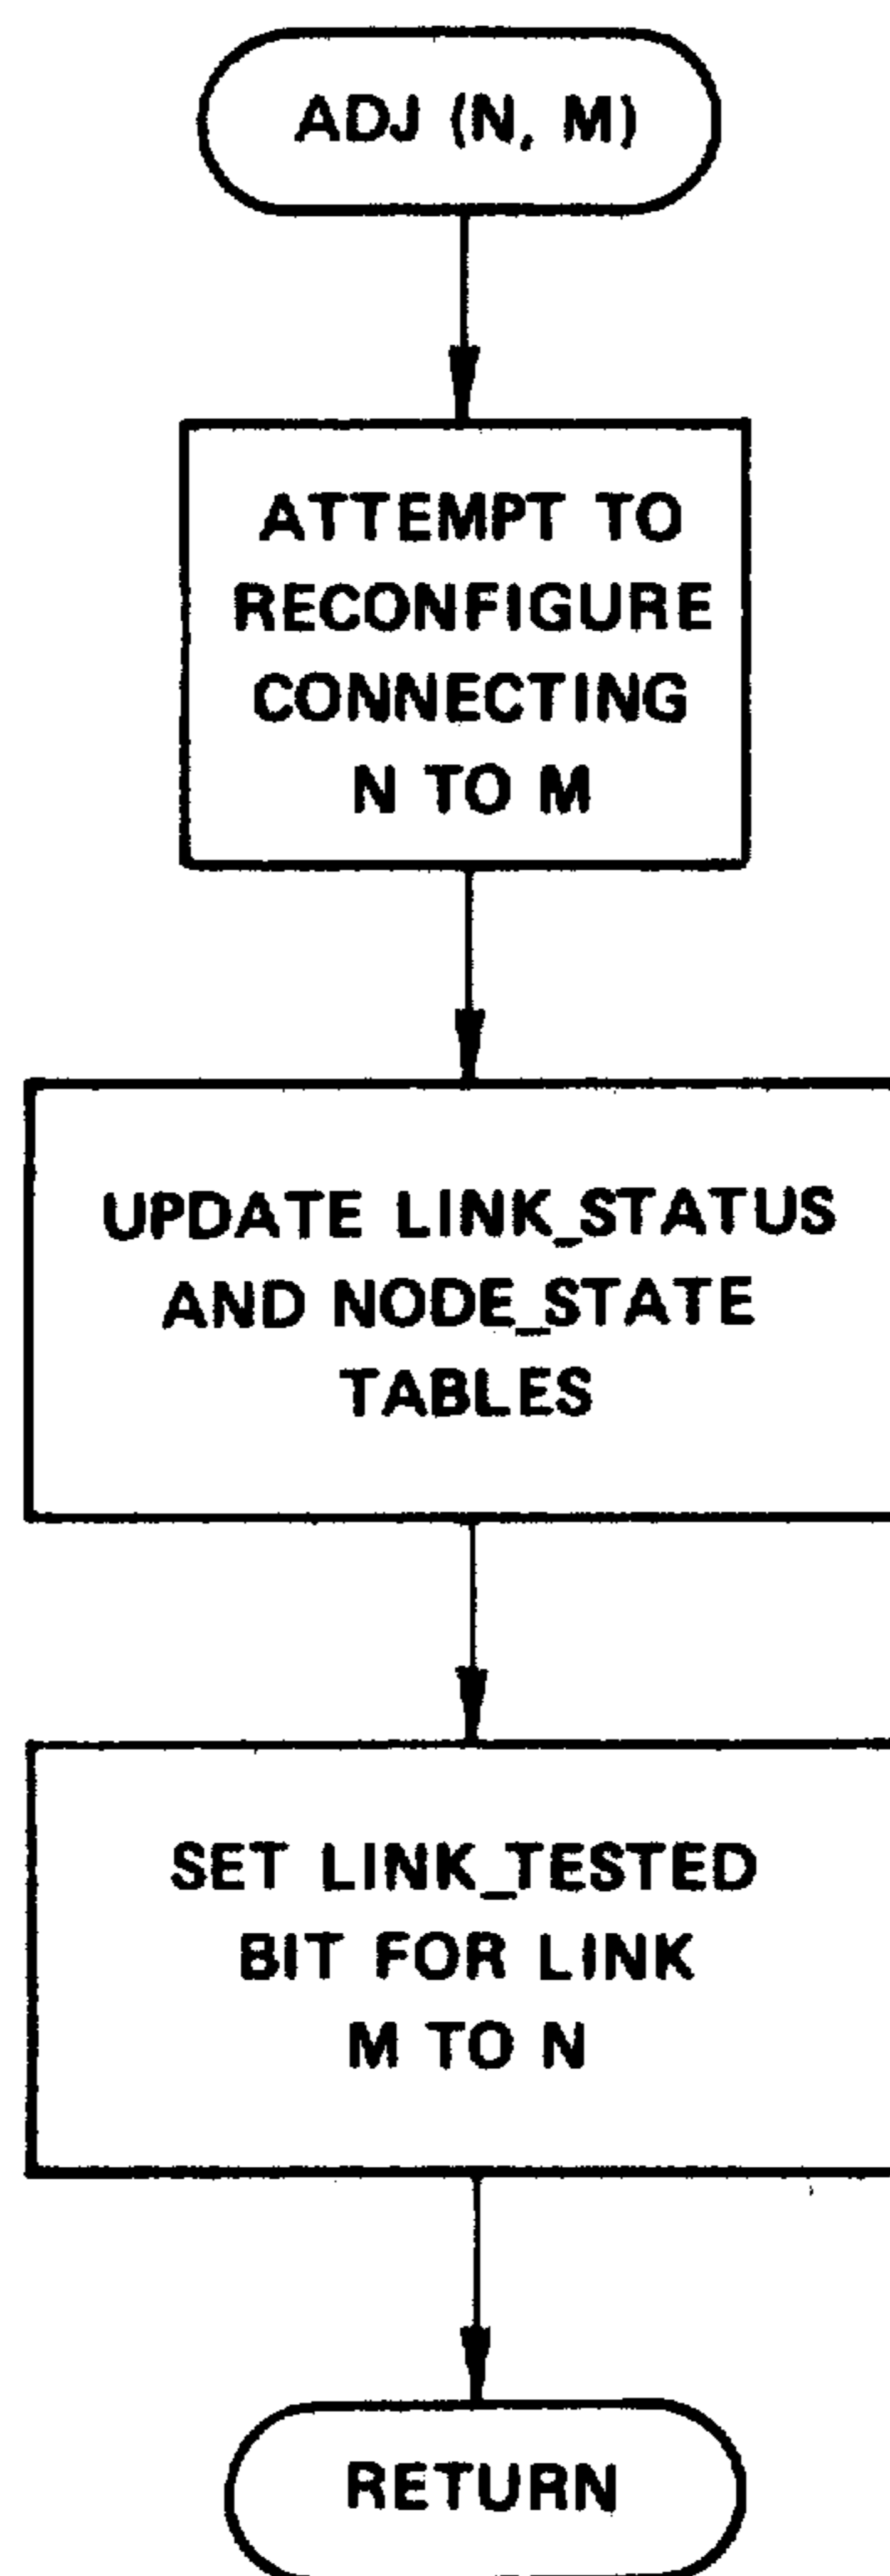 ADJ (N, M)
ATTEMPT TO
RECONFIGURE
CONNECTING
N TO M
UPDATE LINK_STATUS
AND NODE_STATE
TABLES
SET LINK_TESTED
BIT FOR LINK
M TO N
RETURN